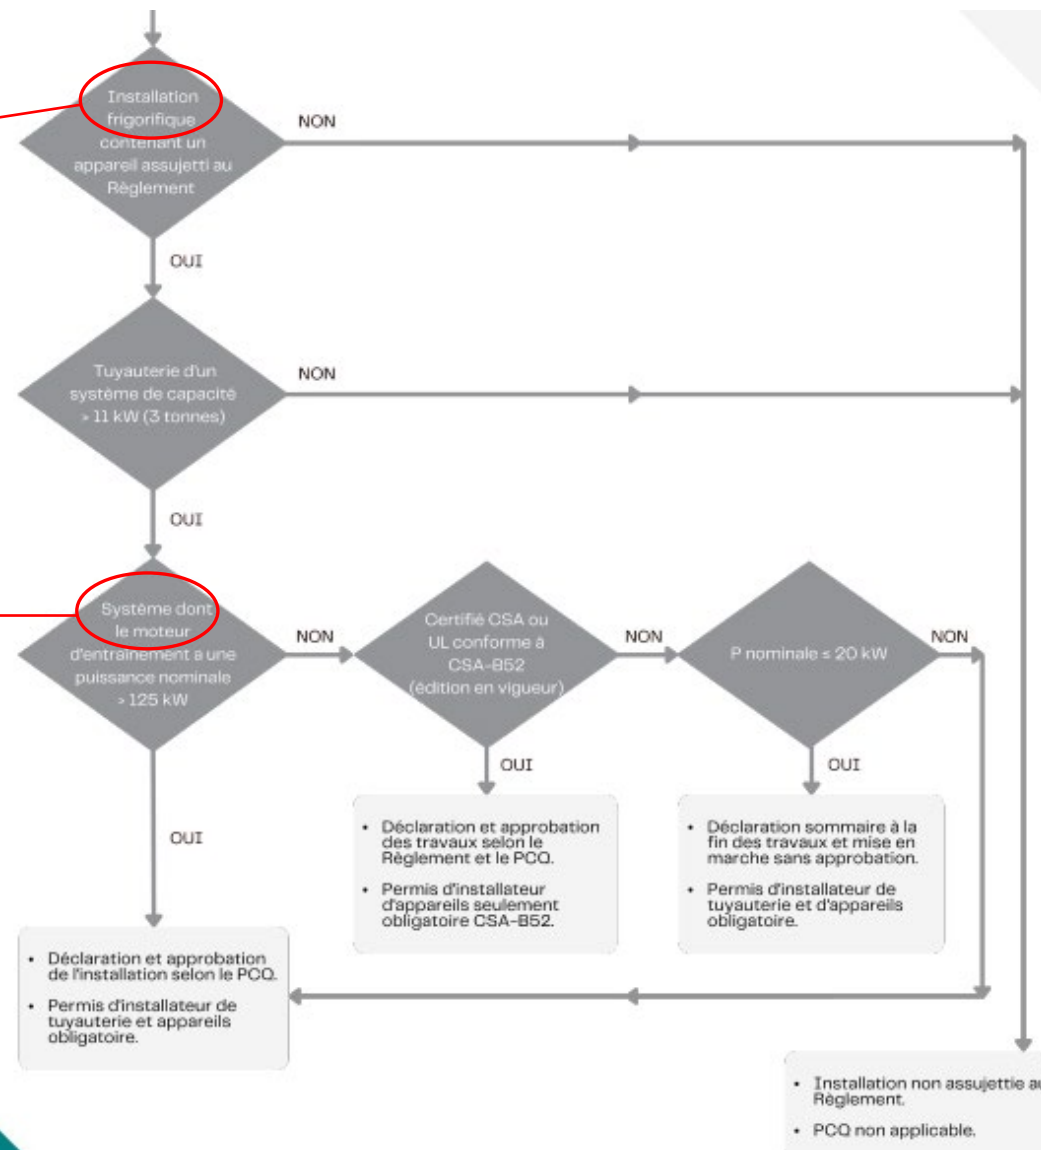 Installation
frigorifique
contenant un
appareil assujetti au
Règlement
NON
OUI
Tuyauterie d'un
système de capacité
> 11 kW (3 tonnes)
NON
OUI
Système dont
le moteur
d'entraînement a une
puissance nominale
> 125 kW
NON
Certifié CSA ou
UL conforme à
CSA-B52
(édition en vigueur)
NON
P nominale ≤ 20 kW
NON
OUI
OUI
OUI
• Déclaration et approbation
des travaux selon le
Règlement et le PCQ.
• Permis d'installateur
d'appareils seulement
obligatoire CSA-B52.
• Déclaration sommaire à la
fin des travaux et mise en
marche sans approbation.
• Permis d'installateur de
tuyauterie et d'appareils
obligatoire.
• Déclaration et approbation
de l'installation selon le PCQ.
• Permis d'installateur de
tuyauterie et appareils
obligatoire.
• Installation non assujettie au
Règlement.
• PCQ non applicable.